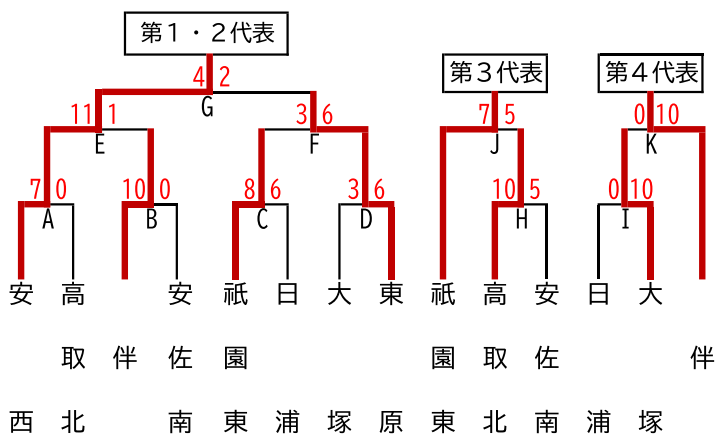 第1・2代表
第3代表
第4代表
4 2
G
11 1
E
3 6
F
7 5
J
0 10
K
7 0
A
10 0
B
8 6
C
3 6
D
10 5
H
0 10
I
安西
高取北
伴
安佐南
祇園東
日浦
大塚
東原
祇園東
高取北
安佐南
日浦
大塚
伴